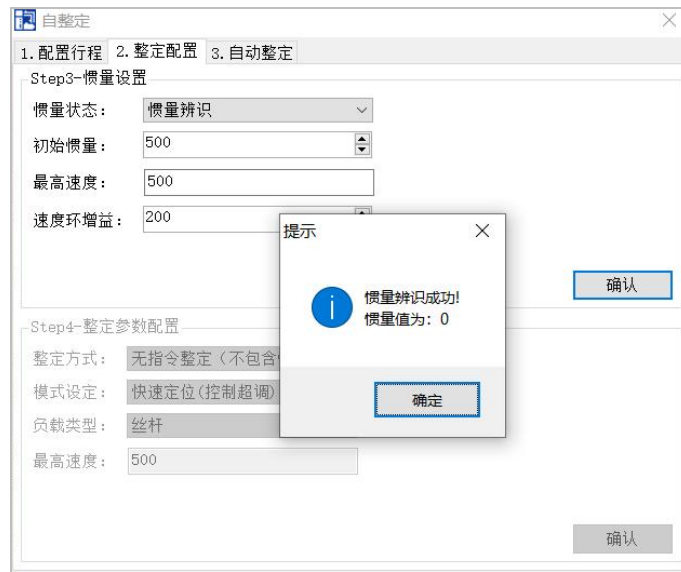 自整定
1.配置行程 2.整定配置 3.自动整定
Step3-惯量设置
惯量状态： 惯量辨识
初始惯量： 500
最高速度： 500
速度环增益： 200
提示
惯量辨识成功!
惯量值为：0
确定
确认
Step4-整定参数配置
整定方式： 无指令整定（不包含
模式设定： 快速定位(控制超调)
负载类型： 丝杆
最高速度： 500
确认